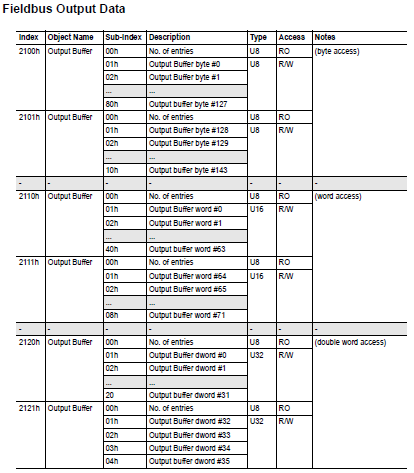 Fieldbus Output Data
Index Object Name Sub-Index Description Type Access Notes
2100h Output Buffer 00h No. of entries U8 RO (byte access)
01h Output Buffer byte #0 U8 R/W
02h Output Buffer byte #1
... ...
80h Output buffer byte #127
2101h Output Buffer 00h No. of entries U8 RO
01h Output Buffer byte #128 U8 R/W
02h Output Buffer byte #129
... ...
10h Output buffer byte #143
- - - - - - -
2110h Output Buffer 00h No. of entries U8 RO (word access)
01h Output Buffer word #0 U16 R/W
02h Output Buffer word #1
... ...
40h Output buffer word #63
2111h Output Buffer 00h No. of entries U8 RO
01h Output Buffer word #64 U16 R/W
02h Output Buffer word #65
... ...
08h Output buffer word #71
- - - - - - -
2120h Output Buffer 00h No. of entries U8 RO (double word access)
01h Output Buffer dword #0 U32 R/W
02h Output Buffer dword #1
... ...
20 Output buffer dword #31
2121h Output Buffer 00h No. of entries U8 RO
01h Output Buffer dword #32 U32 R/W
02h Output Buffer dword #33
03h Output Buffer dword #34
04h Output Buffer dword #35